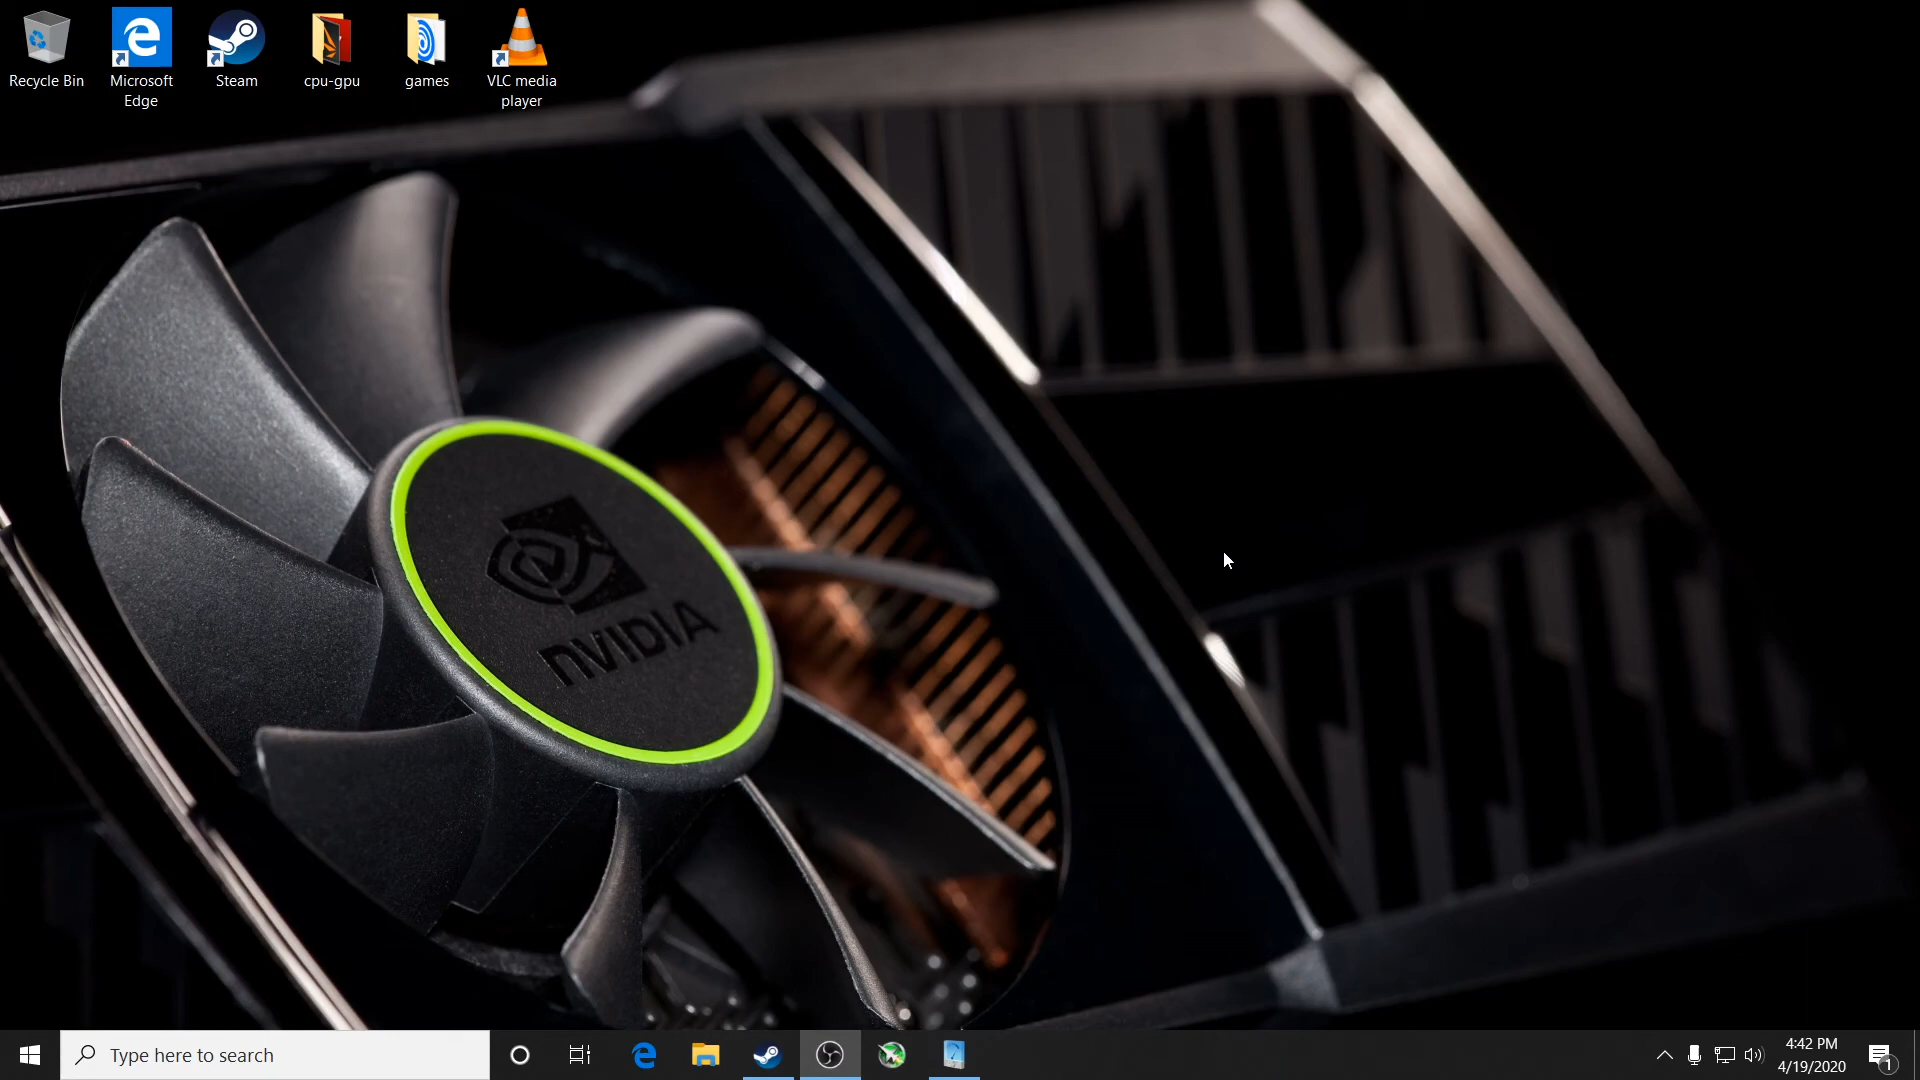 Recycle Bin
Microsoft
Edge
Steam
cpu-gpu
games
VLC media
player
nVIDIA
Type here to search
4:42 PM
4/19/2020
1